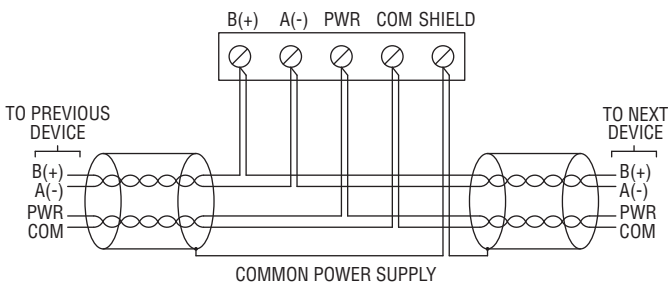 B(+) A(-) PWR COM SHIELD
TO PREVIOUS
DEVICE
B(+)
A(-)
PWR
COM
TO NEXT
DEVICE
B(+)
A(-)
PWR
COM
COMMON POWER SUPPLY